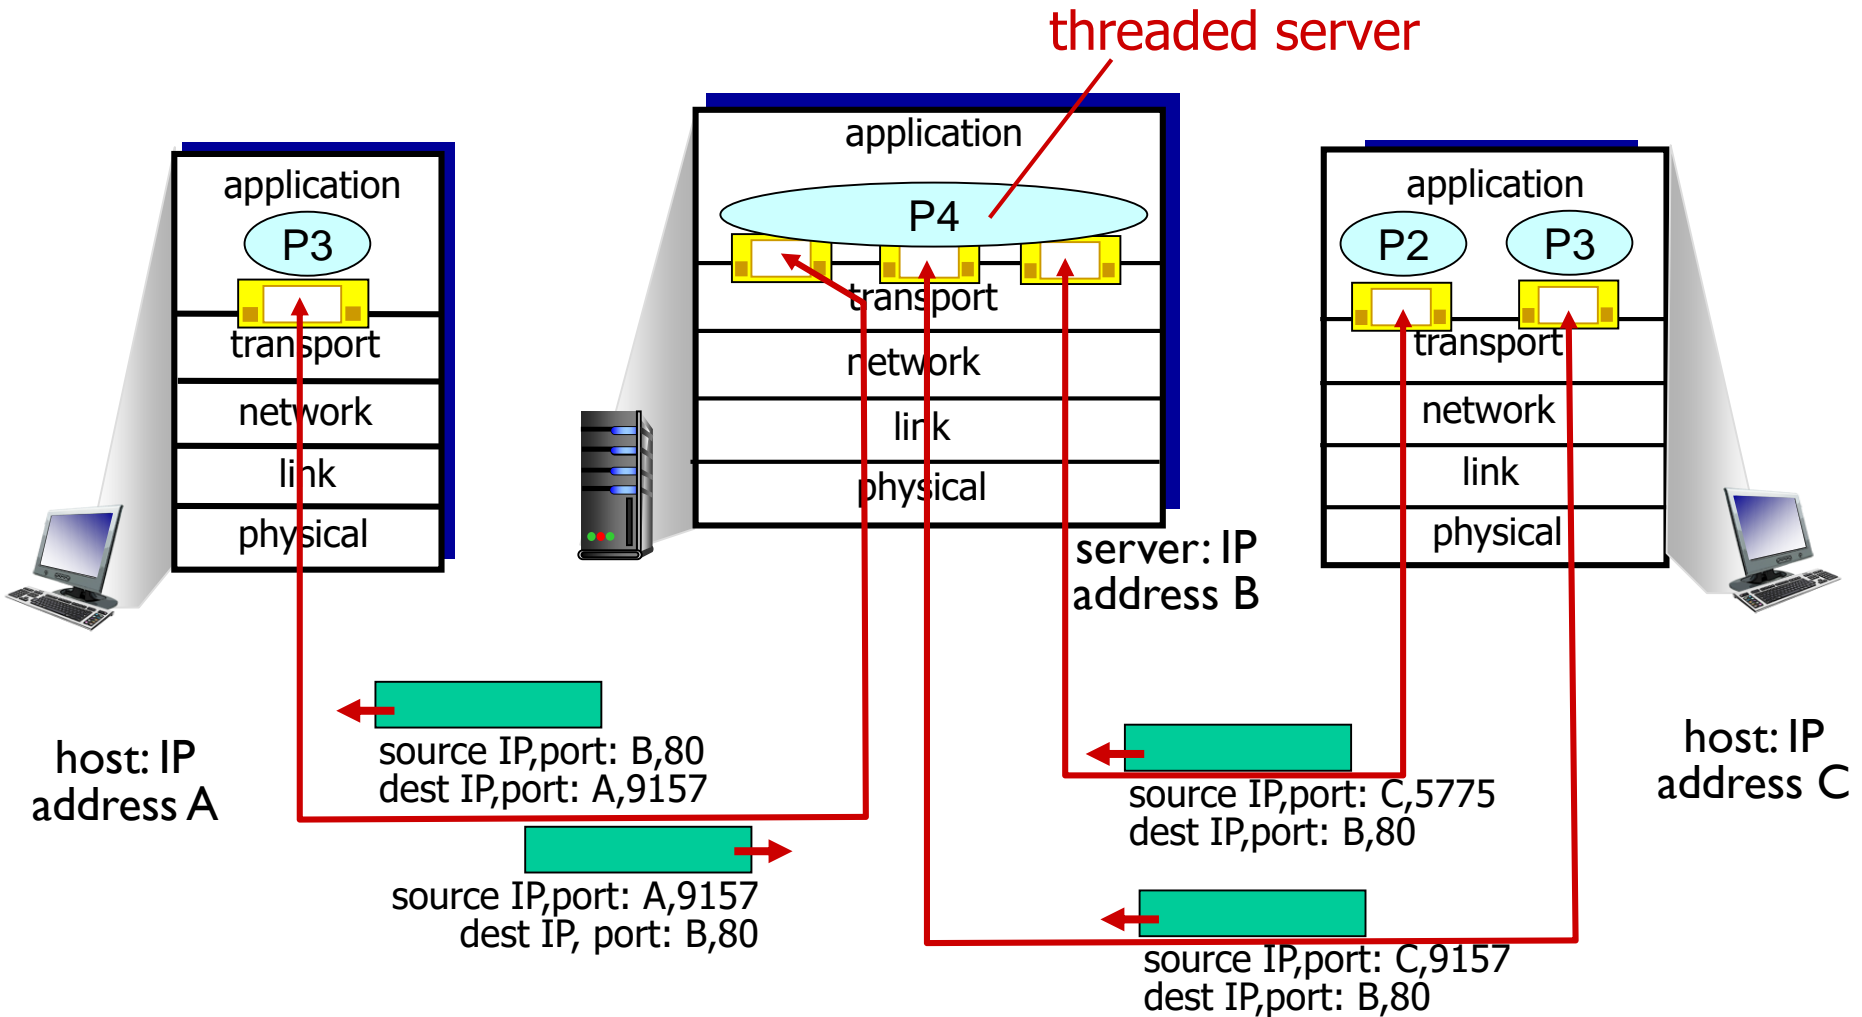 threaded server
application
P3
transport
network
link
physical
application
P4
transport
network
link
physical
application
P2
P3
transport
network
link
physical
server: IP
address B
host: IP
address A
source IP,port: B,80
dest IP,port: A,9157
source IP,port: A,9157
dest IP, port: B,80
source IP,port: C,5775
dest IP,port: B,80
source IP,port: C,9157
dest IP,port: B,80
host: IP
address C